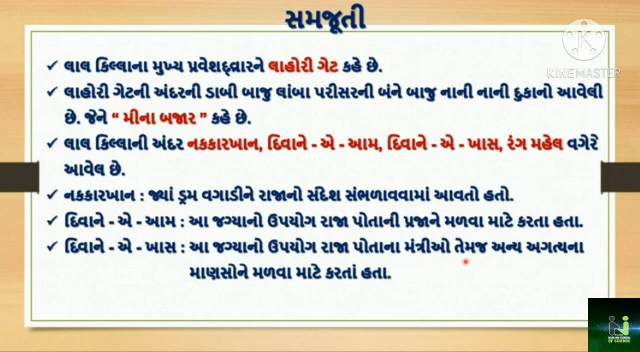 સમજૂતી
✓ લાલ કિલ્લાના મુખ્ય પ્રવેશદ્વારને લાહોરી ગેટ કહે છે.
✓ લાહોરી ગેટની અંદરની ડાબી બાજુ લાંબા પરીસરની બંને બાજુ નાની નાની દુકાનો આવેલી
છે. જેને “ મીના બજાર ” કહે છે.
✓ લાલ કિલ્લાની અંદર નકકારખાન, દિવાને - એ - આમ, દિવાને - એ - ખાસ, રંગ મહેલ વગેરે
આવેલ છે.
✓ નકકારખાન : જ્યાં ડ્રમ વગાડીને રાજાનો સંદેશ સંભળાવવામાં આવતો હતો.
✓ દિવાને - એ - આમ : આ જગ્યાનો ઉપયોગ રાજા પોતાની પ્રજાને મળવા માટે કરતા હતા.
✓ દિવાને - એ - ખાસ : આ જગ્યાનો ઉપયોગ રાજા પોતાના મંત્રીઓ તેમજ અન્ય અગત્યના
માણસોને મળવા માટે કરતાં હતા.
KINEMASTER
OF SCIENCE